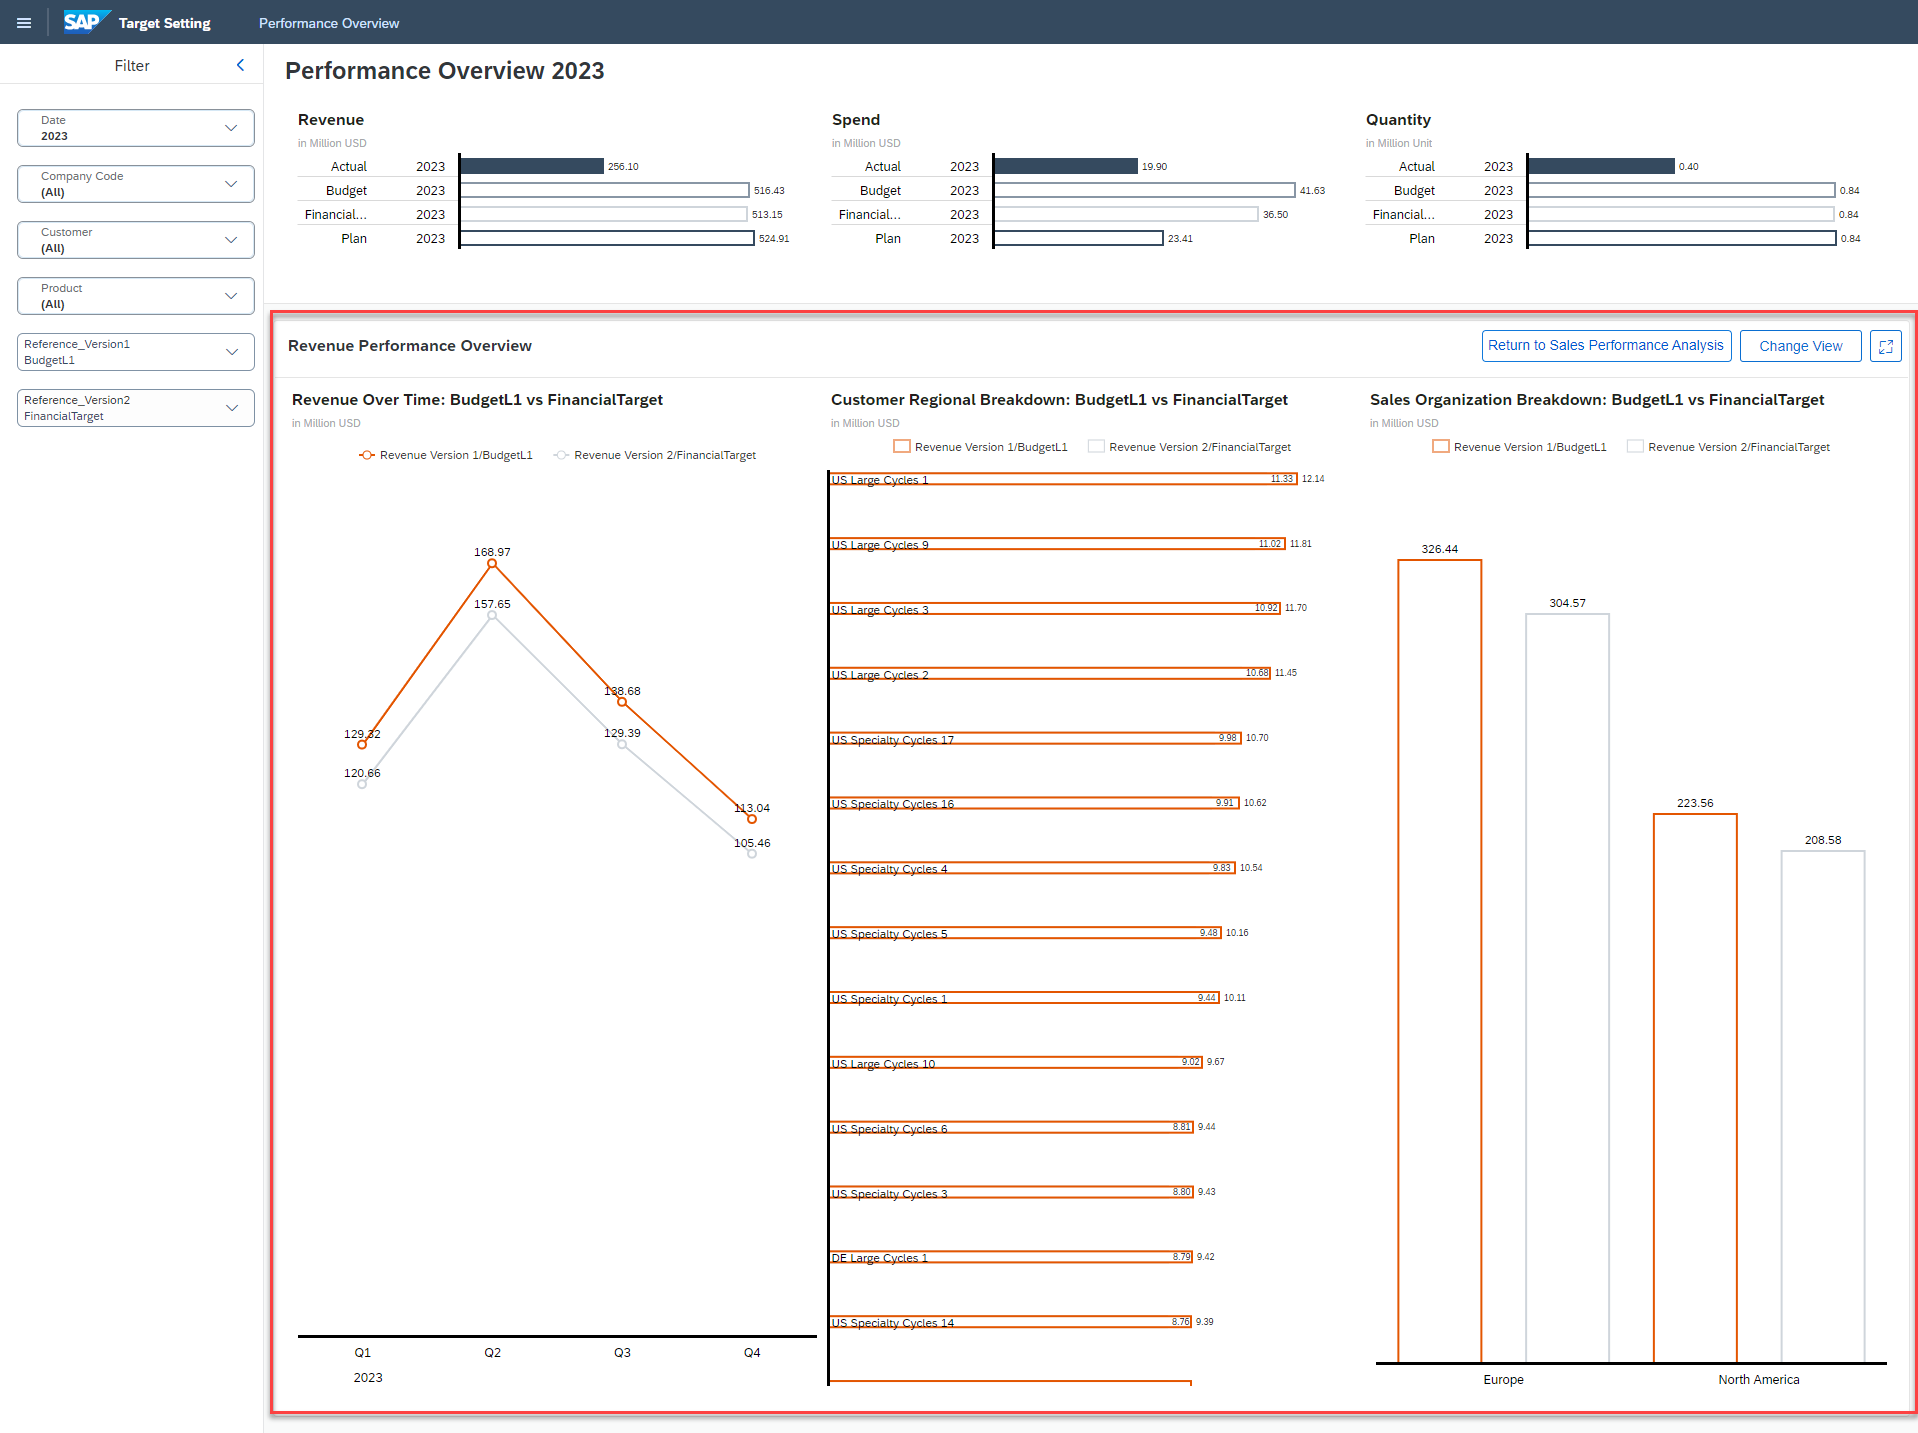 SAP Target Setting Performance Overview
Filter
Date
2023
Company Code
(All)
Customer
(All)
Product
(All)
Reference_Version1
BudgetL1
Reference_Version2
FinancialTarget
Performance Overview 2023
Revenue
in Million USD
Actual 2023 256.10
Budget 2023 516.43
Financial... 2023 513.15
Plan 2023 524.91
Spend
in Million USD
Actual 2023 19.90
Budget 2023 41.63
Financial... 2023 36.50
Plan 2023 23.41
Quantity
in Million Unit
Actual 2023 0.40
Budget 2023 0.84
Financial... 2023 0.84
Plan 2023 0.84
Revenue Performance Overview
Return to Sales Performance Analysis
Change View
Revenue Over Time: BudgetL1 vs FinancialTarget
in Million USD
Revenue Version 1/BudgetL1 Revenue Version 2/FinancialTarget
168.97
157.65
138.68
129.32
129.39
120.66
113.04
105.46
Q1 Q2 Q3 Q4
2023
Customer Regional Breakdown: BudgetL1 vs FinancialTarget
in Million USD
Revenue Version 1/BudgetL1 Revenue Version 2/FinancialTarget
US Large Cycles 1 11.33 12.14
US Large Cycles 9 11.02 11.81
US Large Cycles 3 10.92 11.70
US Large Cycles 2 10.68 11.45
US Specialty Cycles 17 9.98 10.70
US Specialty Cycles 16 9.91 10.62
US Specialty Cycles 4 9.83 10.54
US Specialty Cycles 5 9.48 10.16
US Specialty Cycles 1 9.44 10.11
US Large Cycles 10 9.02 9.67
US Specialty Cycles 6 8.81 9.44
US Specialty Cycles 3 8.80 9.43
DE Large Cycles 1 8.79 9.42
US Specialty Cycles 14 8.76 9.39
Sales Organization Breakdown: BudgetL1 vs FinancialTarget
in Million USD
Revenue Version 1/BudgetL1 Revenue Version 2/FinancialTarget
326.44
304.57
223.56
208.58
Europe North America